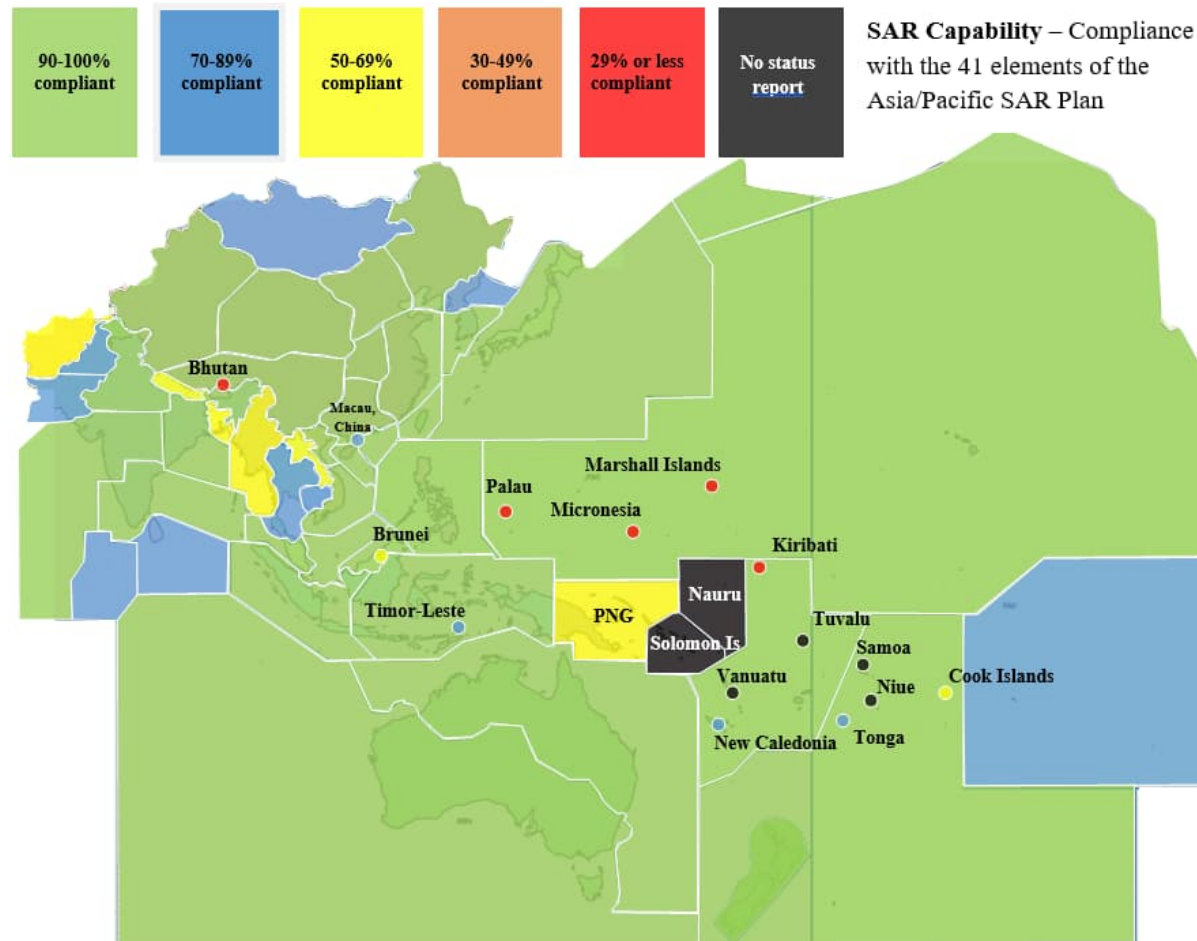 90-100%
compliant
70-89%
compliant
50-69%
compliant
30-49%
compliant
29% or less
compliant
No status
report
SAR Capability – Compliance
with the 41 elements of the
Asia/Pacific SAR Plan
Bhutan
Macau,
China
Marshall Islands
Palau
Micronesia
Brunei
Kiribati
Nauru
Timor-Leste
PNG
Tuvalu
Solomon Is
Samoa
Vanuatu
Niue
Cook Islands
New Caledonia
Tonga